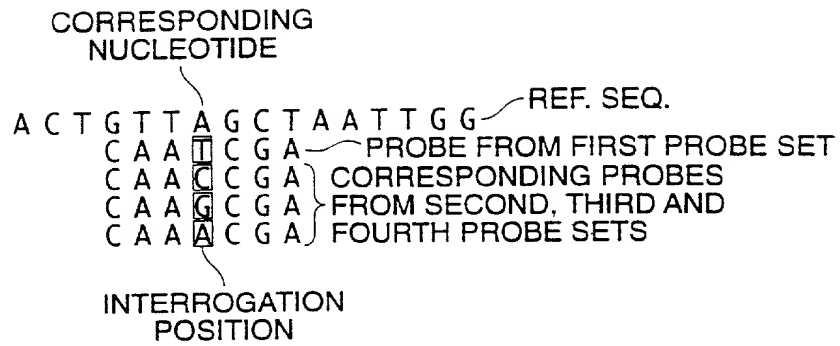 CORRESPONDING
NUCLEOTIDE
A C T G T T A G C T A A T T G G
REF. SEQ.
C A A T C G A
PROBE FROM FIRST PROBE SET
C A A C C G A
CORRESPONDING PROBES
C A A G C G A
FROM SECOND, THIRD AND
C A A A C G A
FOURTH PROBE SETS
INTERROGATION
POSITION